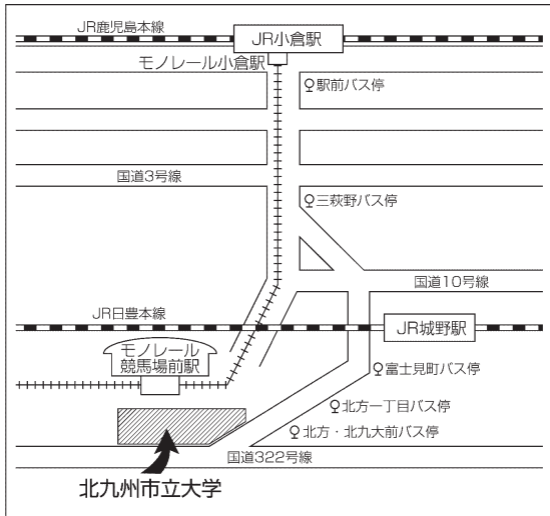 JR鹿児島本線
JR小倉駅
モノレール小倉駅
駅前バス停
国道3号線
三萩野バス停
国道10号線
JR日豊本線
JR城野駅
モノレール
競馬場前駅
富士見町バス停
北方一丁目バス停
北方・北九大前バス停
国道322号線
北九州市立大学